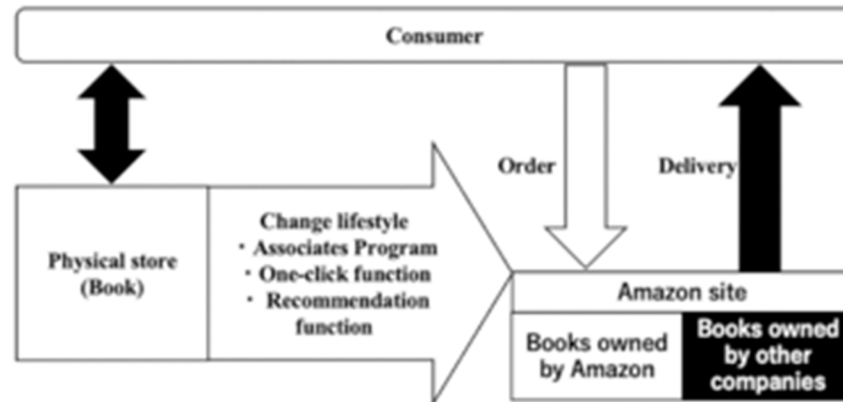 Consumer
Order
Delivery
Physical store
(Book)
Change lifestyle
・Associates Program
・One-click function
・Recommendation
function
Amazon site
Books owned
by Amazon
Books owned
by other
companies